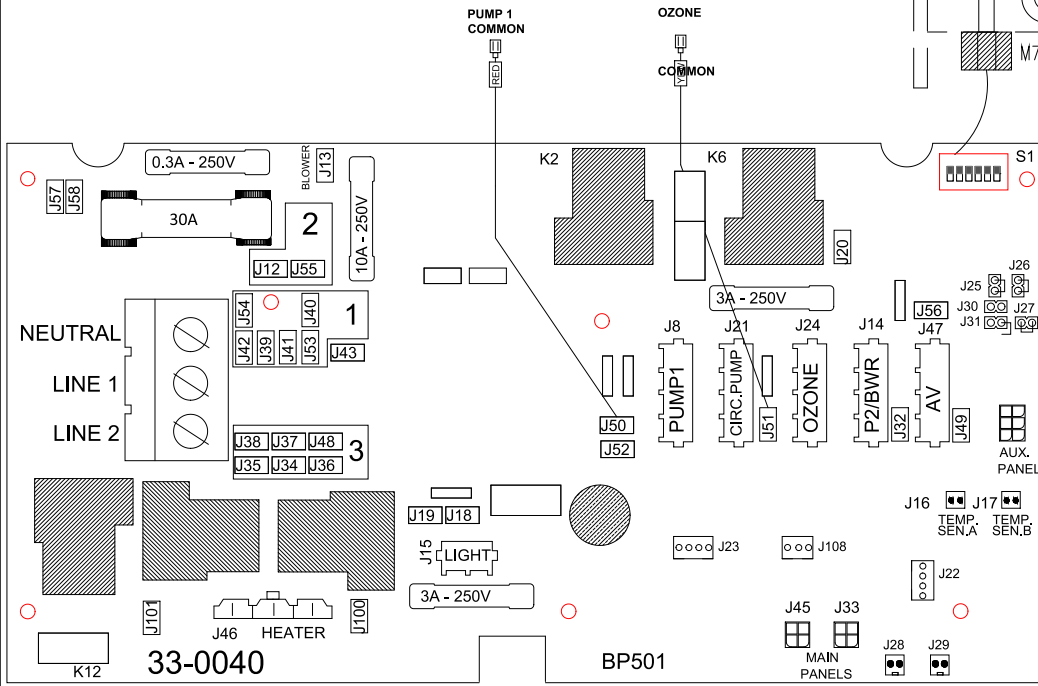 PUMP 1
COMMON
RED
OZONE
COMMON
M7
0.3A - 250V
BLOWER
J13
J57
J58
30A
2
J12
J55
10A - 250V
K2
K6
S1
J20
3A - 250V
J26
J25
J30
J27
J31
J56
J54
J40
1
J42
J39
J41
J53
J43
NEUTRAL
LINE 1
LINE 2
J8
J21
J24
J14
J47
PUMP1
CIRC.PUMP
OZONE
P2/BWR
AV
J50
J52
J51
J32
J49
AUX.
PANEL
J38
J37
J48
3
J35
J34
J36
J19
J18
J15
LIGHT
3A - 250V
J16
J17
TEMP.
SEN.A
TEMP.
SEN.B
J23
J108
J22
J101
J46
HEATER
J100
K12
33-0040
BP501
J45
J33
MAIN
PANELS
J28
J29